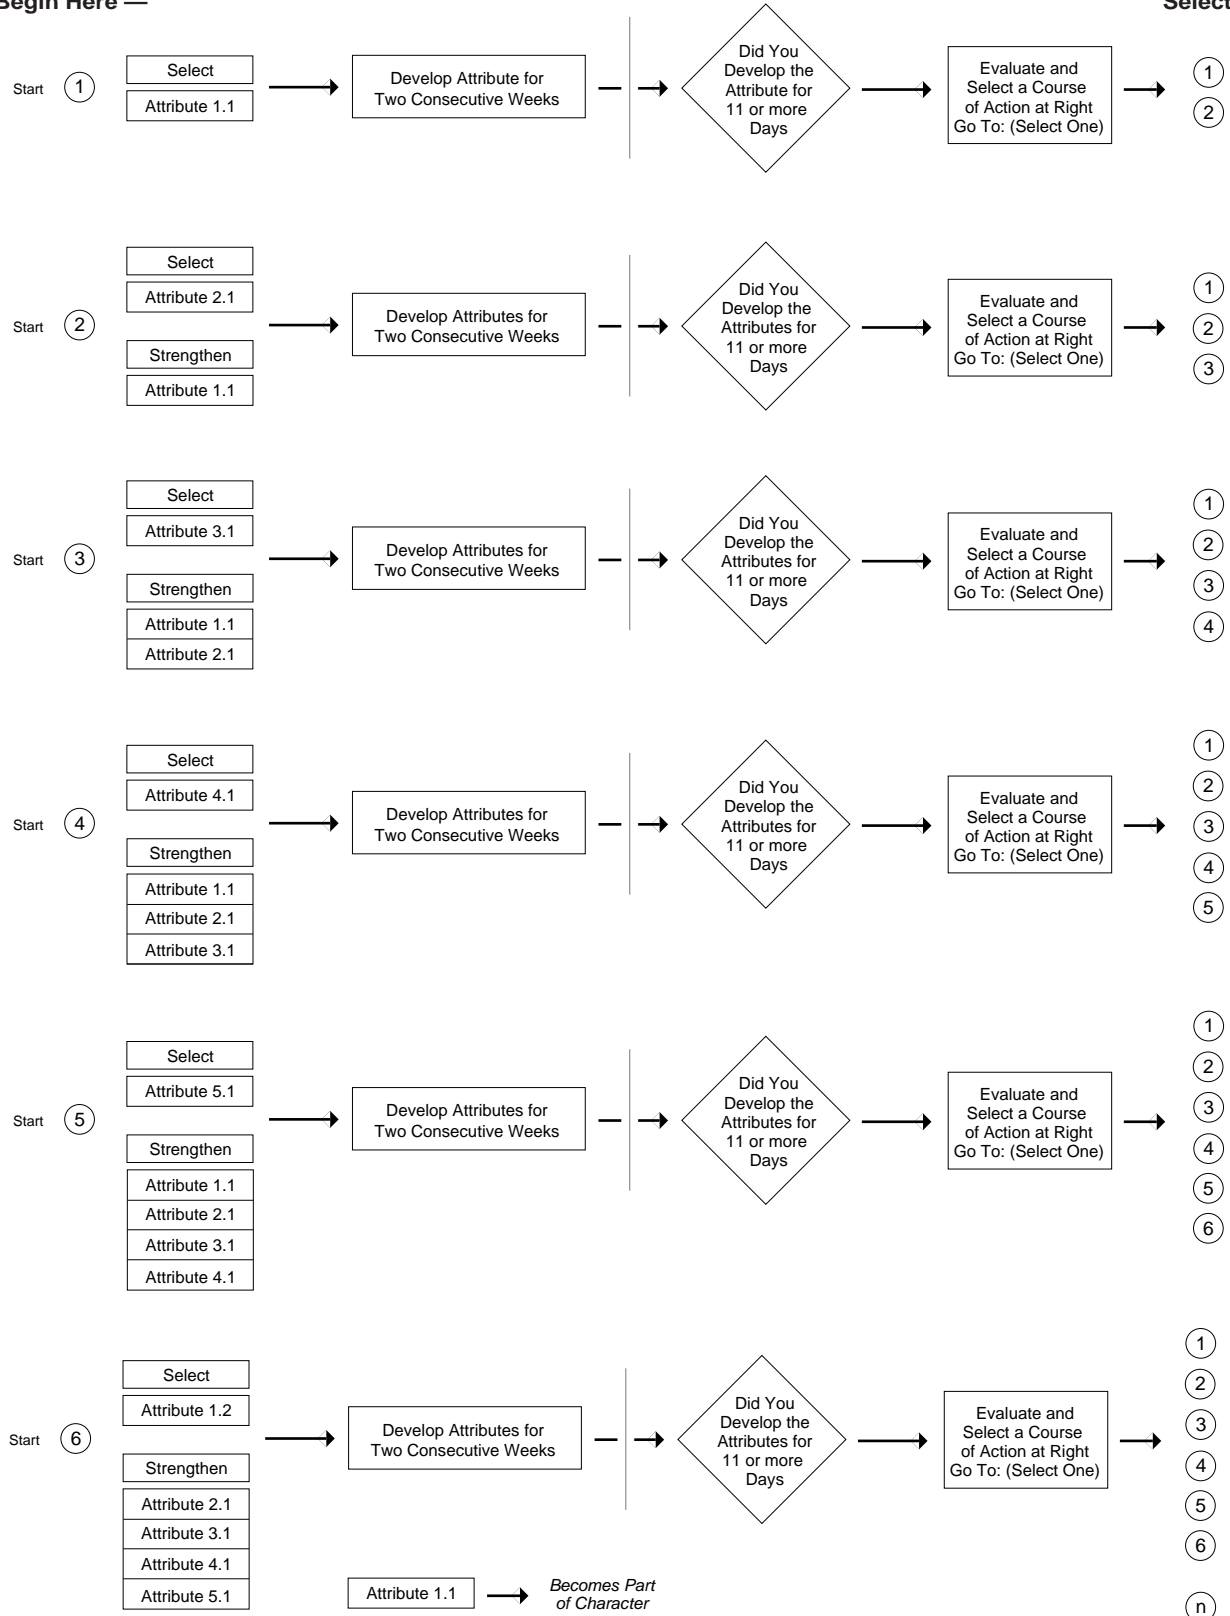 Begin Here —
Select
Start
1
Select
Attribute 1.1
Develop Attribute for
Two Consecutive Weeks
Did You
Develop the
Attribute for
11 or more
Days
Evaluate and
Select a Course
of Action at Right
Go To: (Select One)
1
2
Start
2
Select
Attribute 2.1
Strengthen
Attribute 1.1
Develop Attributes for
Two Consecutive Weeks
Did You
Develop the
Attributes for
11 or more
Days
Evaluate and
Select a Course
of Action at Right
Go To: (Select One)
1
2
3
Start
3
Select
Attribute 3.1
Strengthen
Attribute 1.1
Attribute 2.1
Develop Attributes for
Two Consecutive Weeks
Did You
Develop the
Attributes for
11 or more
Days
Evaluate and
Select a Course
of Action at Right
Go To: (Select One)
1
2
3
4
Start
4
Select
Attribute 4.1
Strengthen
Attribute 1.1
Attribute 2.1
Attribute 3.1
Develop Attributes for
Two Consecutive Weeks
Did You
Develop the
Attributes for
11 or more
Days
Evaluate and
Select a Course
of Action at Right
Go To: (Select One)
1
2
3
4
5
Start
5
Select
Attribute 5.1
Strengthen
Attribute 1.1
Attribute 2.1
Attribute 3.1
Attribute 4.1
Develop Attributes for
Two Consecutive Weeks
Did You
Develop the
Attributes for
11 or more
Days
Evaluate and
Select a Course
of Action at Right
Go To: (Select One)
1
2
3
4
5
6
Start
6
Select
Attribute 1.2
Strengthen
Attribute 2.1
Attribute 3.1
Attribute 4.1
Attribute 5.1
Develop Attributes for
Two Consecutive Weeks
Did You
Develop the
Attributes for
11 or more
Days
Evaluate and
Select a Course
of Action at Right
Go To: (Select One)
1
2
3
4
5
6
n
Attribute 1.1
Becomes Part
of Character